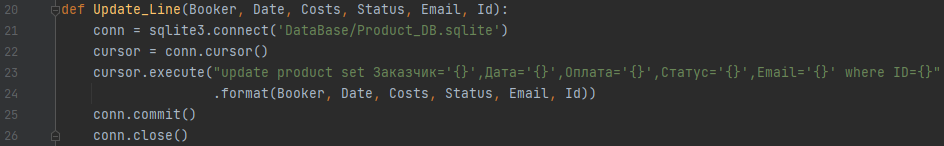 20 def Update_Line(Booker, Date, Costs, Status, Email, Id):
21 conn = sqlite3.connect('DataBase/Product_DB.sqlite')
22 cursor = conn.cursor()
23 cursor.execute("update product set Заказчик='{}',Дата='{}',Оплата='{}',Статус='{}',Email='{}' where ID={}"
24 .format(Booker, Date, Costs, Status, Email, Id))
25 conn.commit()
26 conn.close()